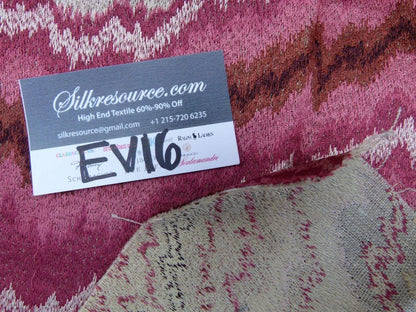 Silkresource.com
High End Textile 60%-90% Off
silkresource@gmail.com +1 215-720 6235
RALPH LAUREN
EV16